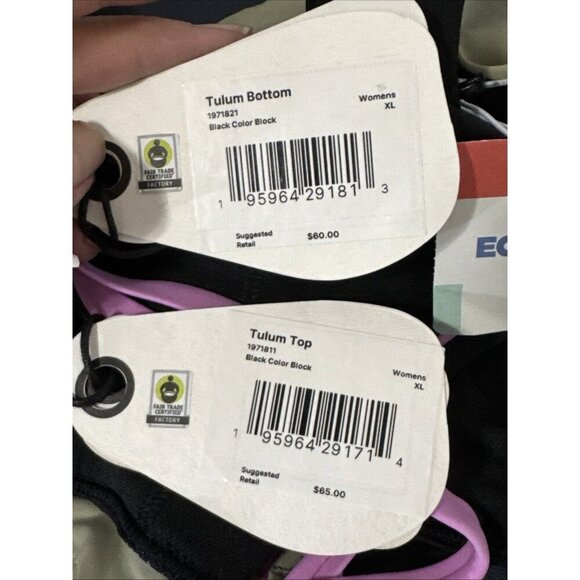 Tulum Bottom
1971821
Black Color Block
Womens
XL
FAIR TRADE
CERTIFIED
FACTORY
1 95964 29181 3
Suggested
Retail
$60.00
EC
Tulum Top
1971811
Black Color Block
Womens
XL
FAIR TRADE
CERTIFIED
FACTORY
1 95964 29171 4
Suggested
Retail
$65.00